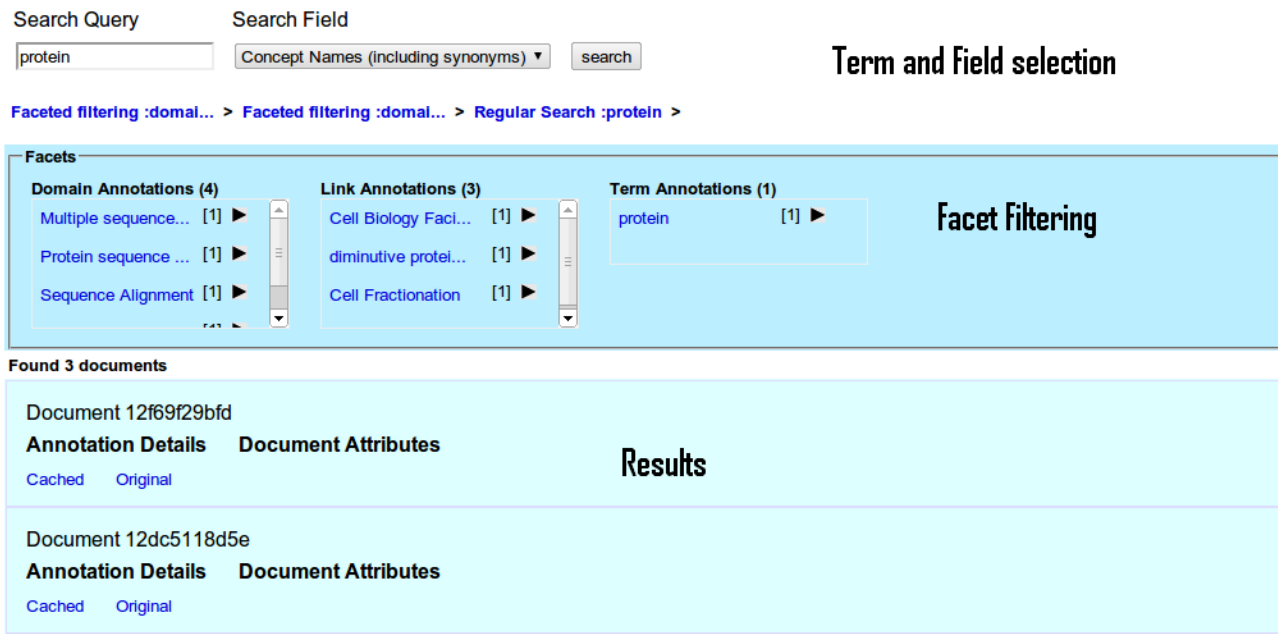 Search Query Search Field
protein Concept Names (including synonyms) ▼ search Term and Field selection
Faceted filtering :domai... > Faceted filtering :domai... > Regular Search :protein >
Facets
Domain Annotations (4) Link Annotations (3) Term Annotations (1)
Multiple sequence... [1] ▶ Cell Biology Faci... [1] ▶ protein [1] ▶ Facet Filtering
Protein sequence ... [1] ▶ diminutive protei... [1] ▶
Sequence Alignment [1] ▶ Cell Fractionation [1] ▶
Found 3 documents
Document 12f69f29bfd
Annotation Details Document Attributes
Results
Cached Original
Document 12dc5118d5e
Annotation Details Document Attributes
Cached Original